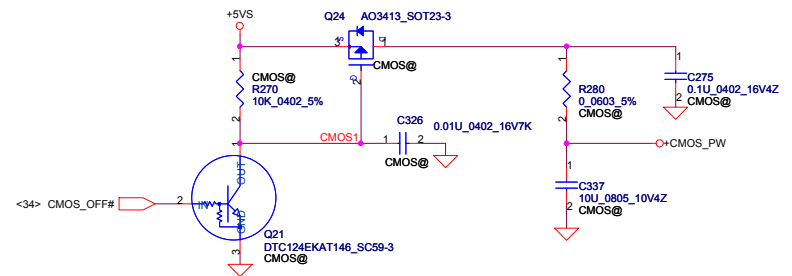 +5VS
Q24
AO3413_SOT23-3
3
S
D
1
G
2
CMOS@
1
CMOS@
R270
10K_0402_5%
2
1
R280
0_0603_5%
CMOS@
2
1
C275
0.1U_0402_16V4Z
2
CMOS@
CMOS1
C326
0.01U_0402_16V7K
1
2
CMOS@
+CMOS_PW
1
C337
10U_0805_10V4Z
2
CMOS@
1
OUT
<34>
CMOS_OFF#
2
IN
GND
3
Q21
DTC124EKAT146_SC59-3
CMOS@